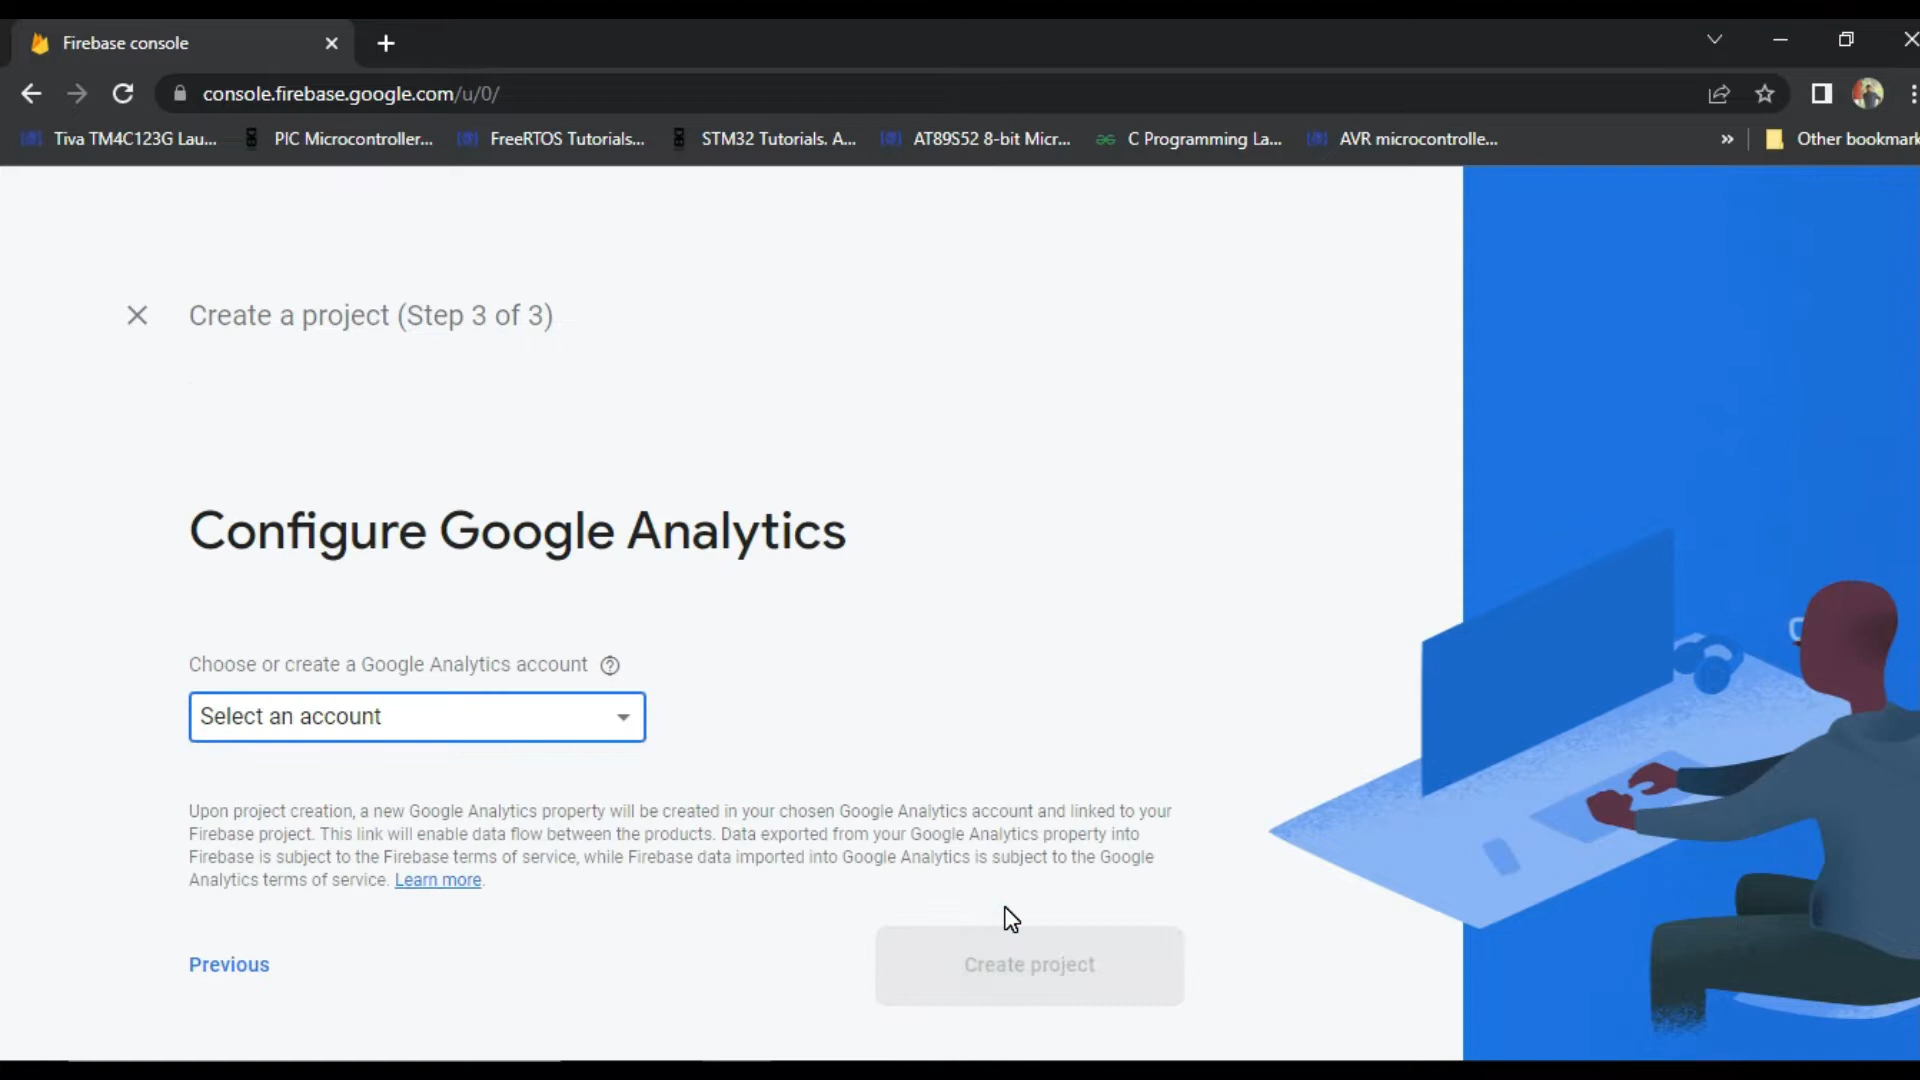 Firebase console
console.firebase.google.com/u/0/
Tiva TM4C123G Lau... PIC Microcontroller... FreeRTOS Tutorials... STM32 Tutorials. A... AT89S52 8-bit Micr... C Programming La... AVR microcontrolle... » Other bookmark
Create a project (Step 3 of 3)
Configure Google Analytics
Choose or create a Google Analytics account
Select an account
Upon project creation, a new Google Analytics property will be created in your chosen Google Analytics account and linked to your
Firebase project. This link will enable data flow between the products. Data exported from your Google Analytics property into
Firebase is subject to the Firebase terms of service, while Firebase data imported into Google Analytics is subject to the Google
Analytics terms of service. Learn more.
Previous
Create project